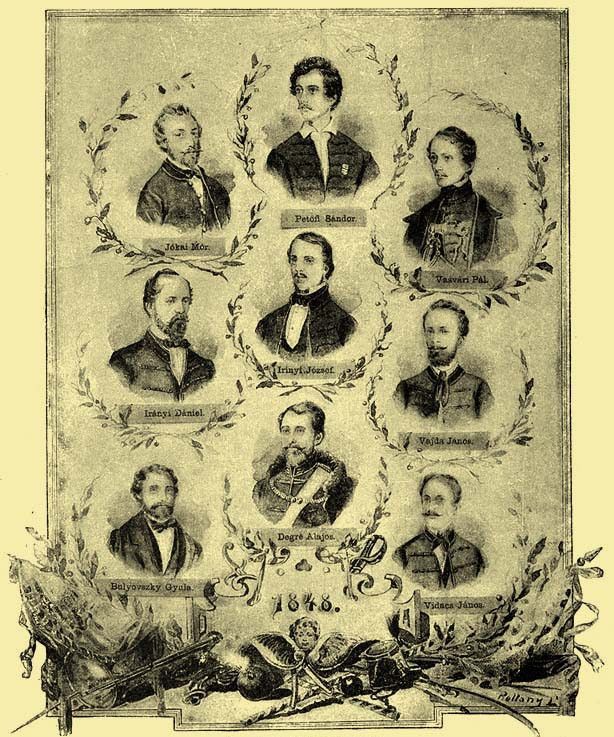 Petőfi Sándor.
Jókai Mór.
Vasvári Pál.
Irinyi József.
Irányi Dániel.
Vajda János.
Degré Alajos.
Bulyovszky Gyula.
Vidacs János.
1848.
Pollany L.